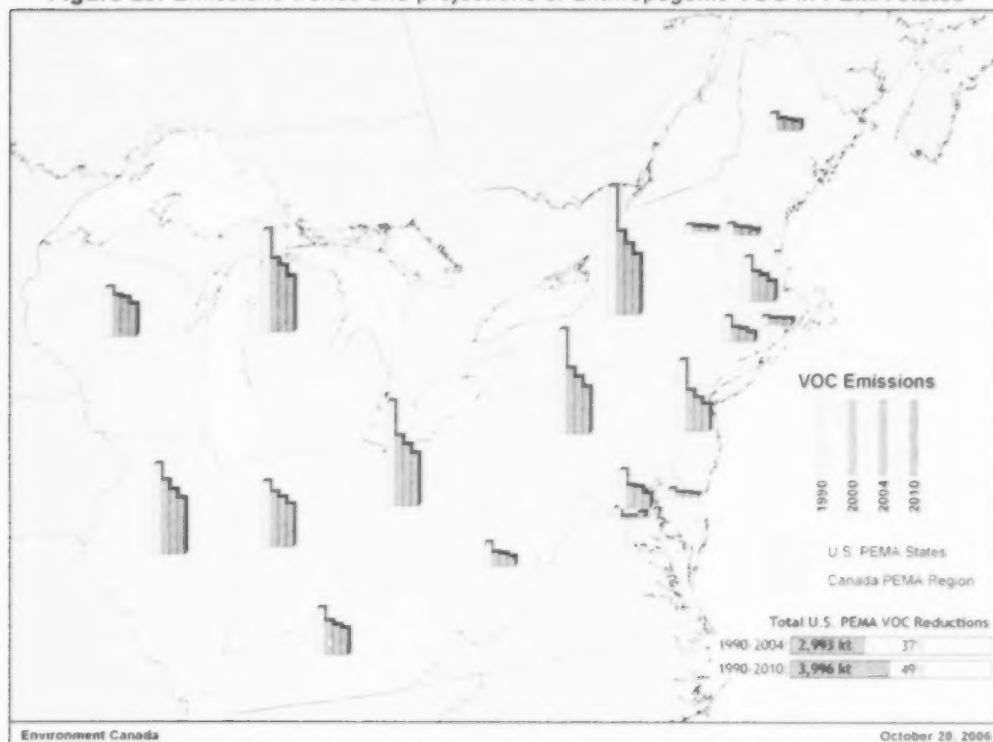 VOC Emissions
1990
2000
2004
2010
U.S. PEMA States
Canada PEMA Region
Total U.S. PEMA VOC Reductions
1990-2004: 2,993 kt 37
1990-2010: 3,996 kt 49
Environment Canada October 20, 2006